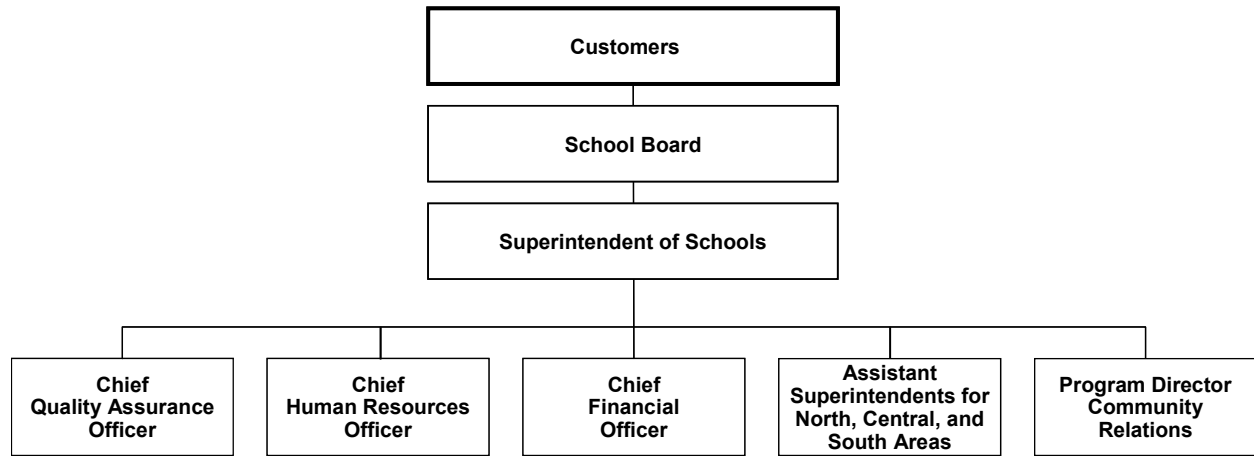 Customers
School Board
Superintendent of Schools
Chief
Quality Assurance
Officer
Chief
Human Resources
Officer
Chief
Financial
Officer
Assistant
Superintendents for
North, Central, and
South Areas
Program Director
Community
Relations